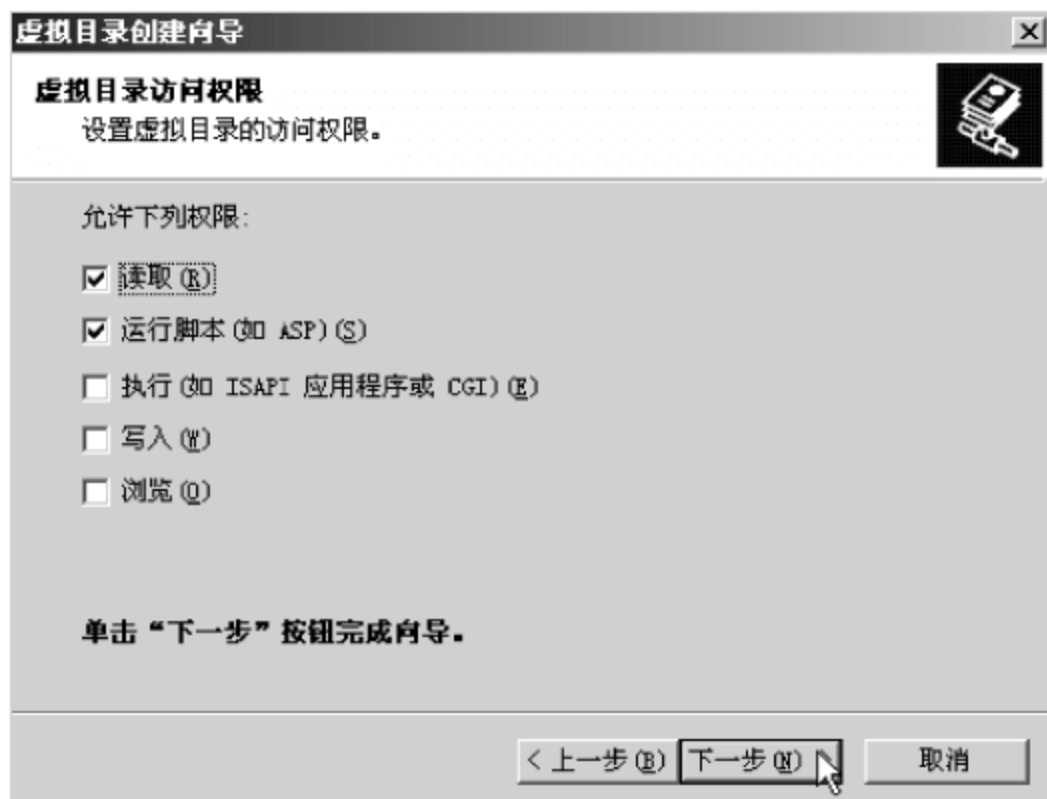 虚拟目录创建向导
虚拟目录访问权限
设置虚拟目录的访问权限。
允许下列权限:
读取(R)
运行脚本(如 ASP)(S)
执行(如 ISAPI 应用程序或 CGI)(E)
写入(W)
浏览(O)
单击“下一步”按钮完成向导。
< 上一步(B) 下一步(N) > 取消